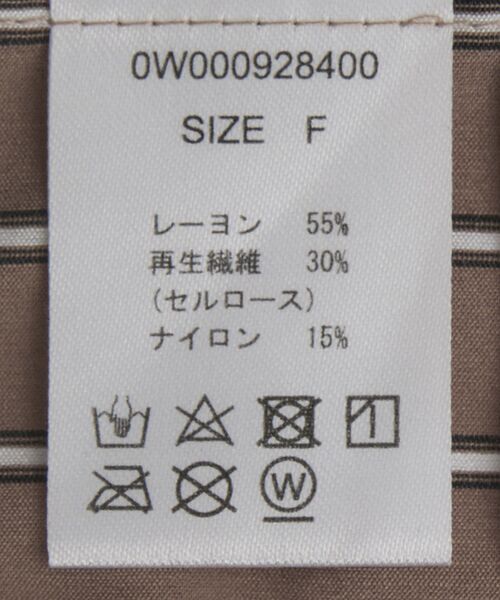 0W000928400
SIZE F
レーヨン 55%
再生繊維 30%
(セルロース)
ナイロン 15%
W